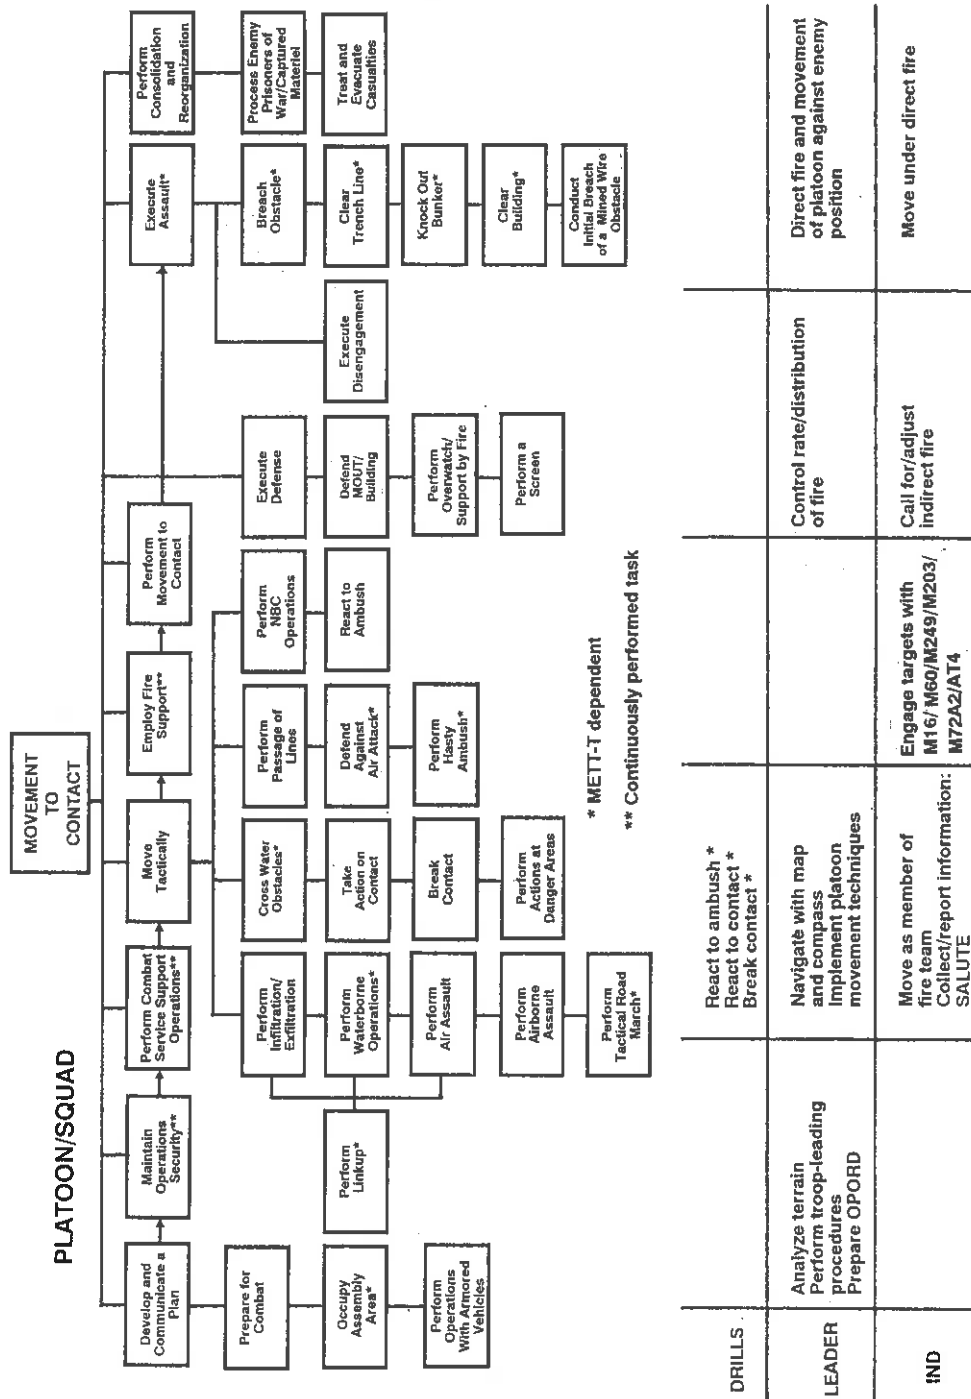 PLATOON/SQUAD
MOVEMENT
TO
CONTACT
Develop and
Communicate a
Plan
Maintain
Operations
Security**
Perform Combat
Service Support
Operations**
Move
Tactically
Employ Fire
Support**
Perform
Movement to
Contact
Execute
Assault*
Perform
Consolidation
and
Reorganization
Prepare for
Combat
Occupy
Assembly
Area*
Perform
Operations
With Armored
Vehicles
Perform
Linkup*
Perform
Infiltration/
Exfiltration
Perform
Waterborne
Operations*
Perform
Air Assault
Perform
Airborne
Assault
Perform
Tactical Road
March*
Cross Water
Obstacles*
Take
Action on
Contact
Break
Contact
Perform
Actions at
Danger Areas
Perform
Passage of
Lines
Defend
Against
Air Attack*
Perform
Hasty
Ambush*
Perform
NBC
Operations
React to
Ambush
Execute
Defense
Defend
MOUT/
Building
Perform
Overwatch/
Support by Fire
Perform a
Screen
Execute
Disengagement
Breach
Obstacle*
Clear
Trench Line*
Knock Out
Bunker*
Clear
Building*
Conduct
Initial Breach
of a Mined Wire
Obstacle
Process Enemy
Prisoners of
War/Captured
Materiel
Treat and
Evacuate
Casualties
* METT-T dependent
** Continuously performed task
DRILLS
React to ambush *
React to contact *
Break contact *
LEADER
Analyze terrain
Perform troop-leading
procedures
Prepare OPORD
Navigate with map
and compass
Implement platoon
movement techniques
Control rate/distribution
of fire
Direct fire and movement
of platoon against enemy
position
IND
Move as member of
fire team
Collect/report information:
SALUTE
Engage targets with
M16/ M60/M249/M203/
M72A2/AT4
Call for/adjust
indirect fire
Move under direct fire